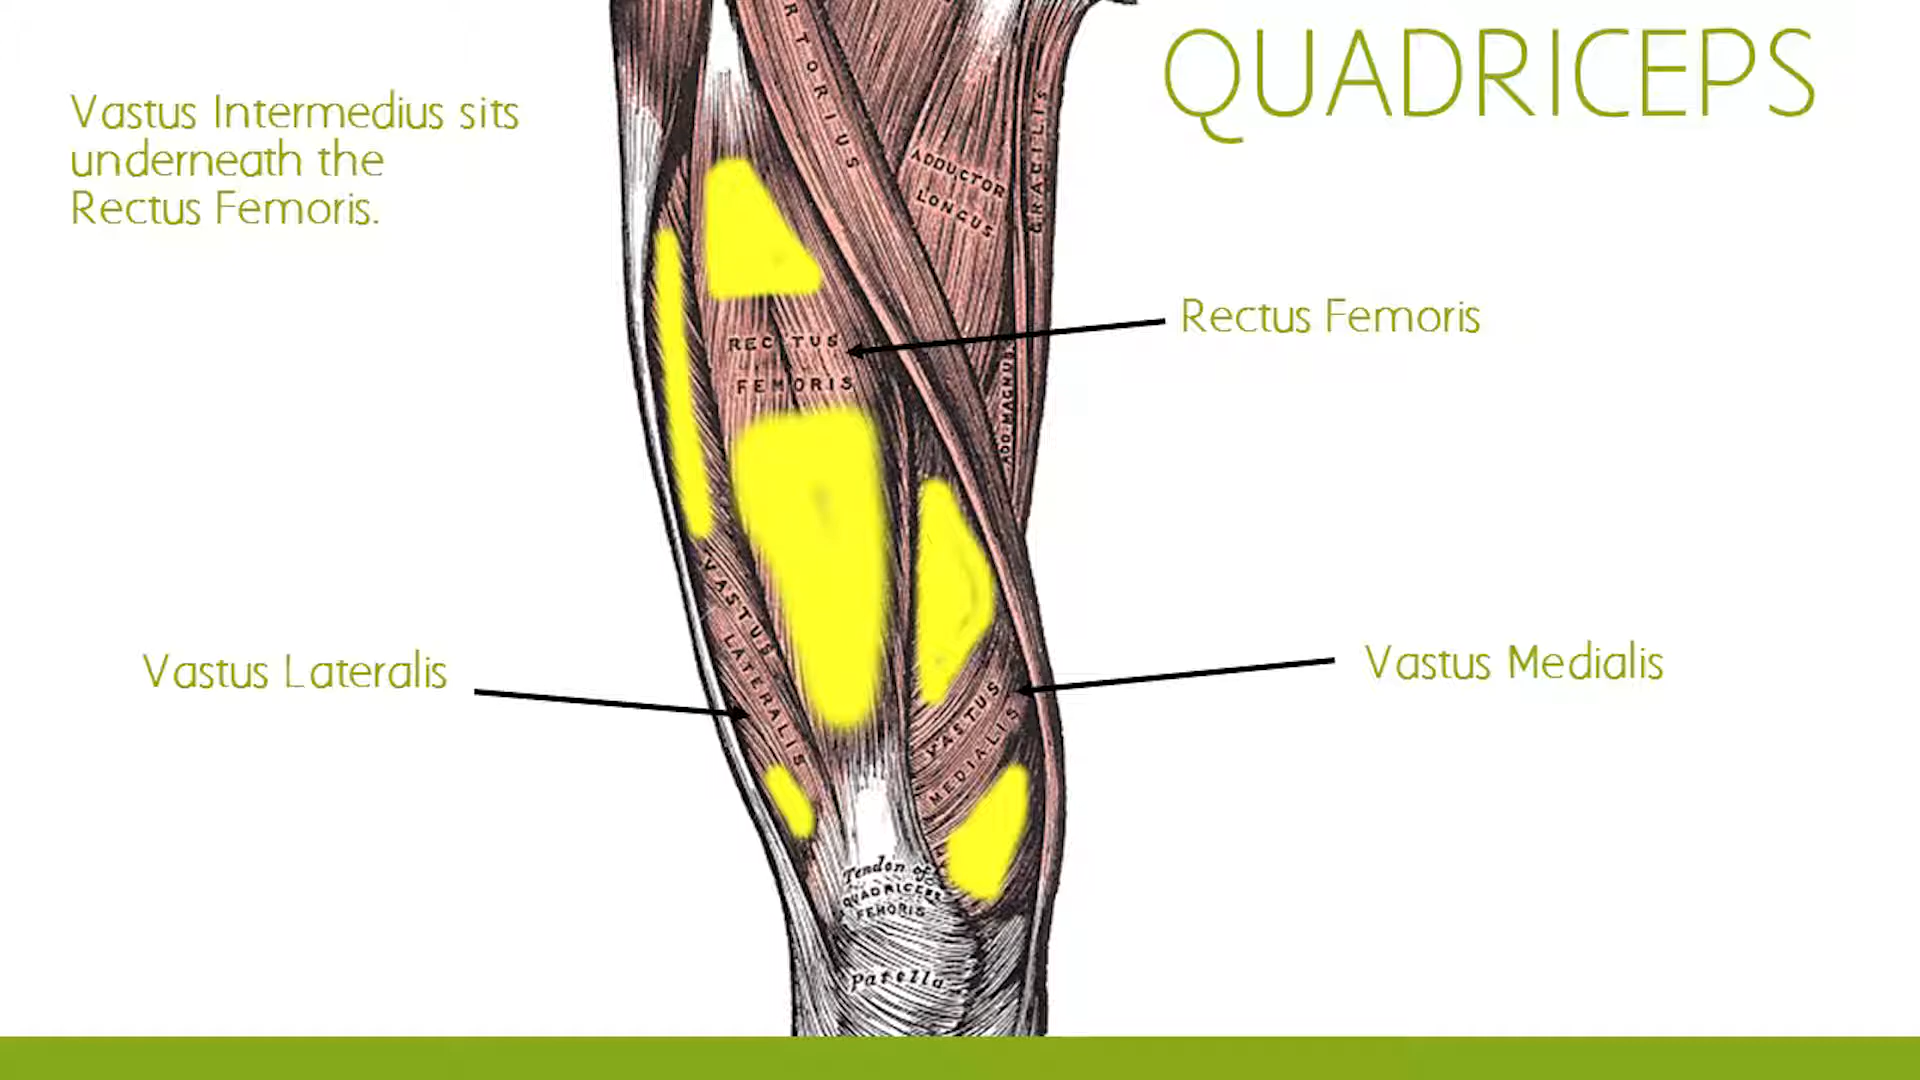 QUADRICEPS
Vastus Intermedius sits
underneath the
Rectus Femoris.
RTORIUS
ADDUCTOR
LONGUS
GRACILIS
Rectus Femoris
RECTUS
FEMORIS
ADD. MAGNUS
VASTUS
LATERALIS
Vastus Lateralis
Vastus Medialis
VASTUS
MEDIALIS
Tendon of
QUADRICEPS
FEMORIS
Patella